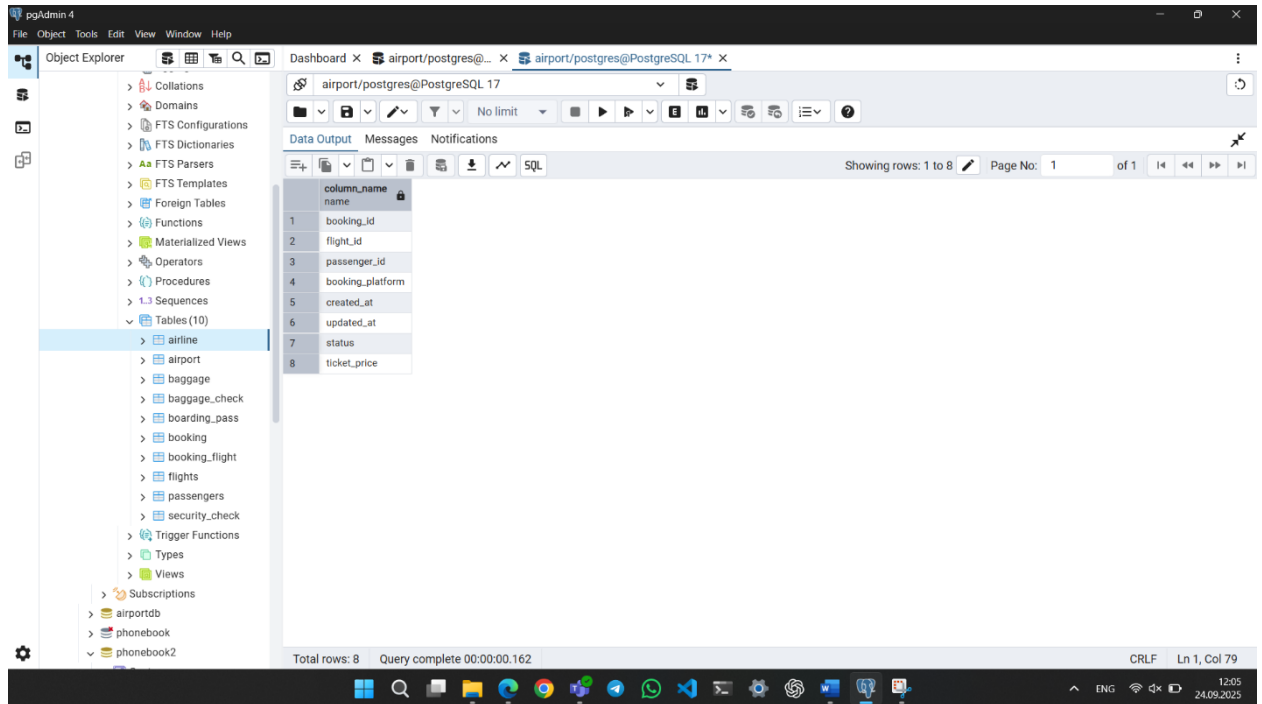 pgAdmin 4
File Object Tools Edit View Window Help
Object Explorer
Dashboard
airport/postgres@...
airport/postgres@PostgreSQL 17*
airport/postgres@PostgreSQL 17
No limit
Data Output Messages Notifications
SQL
Showing rows: 1 to 8
Page No: 1 of 1
Collations
Domains
FTS Configurations
FTS Dictionaries
Aa FTS Parsers
FTS Templates
Foreign Tables
Functions
Materialized Views
Operators
Procedures
1..3 Sequences
Tables (10)
airline
airport
baggage
baggage_check
boarding_pass
booking
booking_flight
flights
passengers
security_check
Trigger Functions
Types
Views
Subscriptions
airportdb
phonebook
phonebook2
column_name
name
1 booking_id
2 flight_id
3 passenger_id
4 booking_platform
5 created_at
6 updated_at
7 status
8 ticket_price
Total rows: 8 Query complete 00:00:00.162
CRLF Ln 1, Col 79
ENG
12:05
24.09.2025